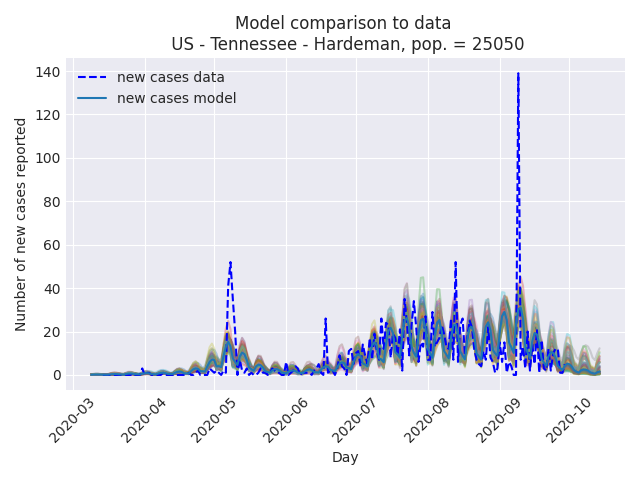 Model comparison to data
US - Tennessee - Hardeman, pop. = 25050
new cases data
new cases model
Number of new cases reported
140
120
100
80
60
40
20
0
2020-03
2020-04
2020-05
2020-06
2020-07
2020-08
2020-09
2020-10
Day